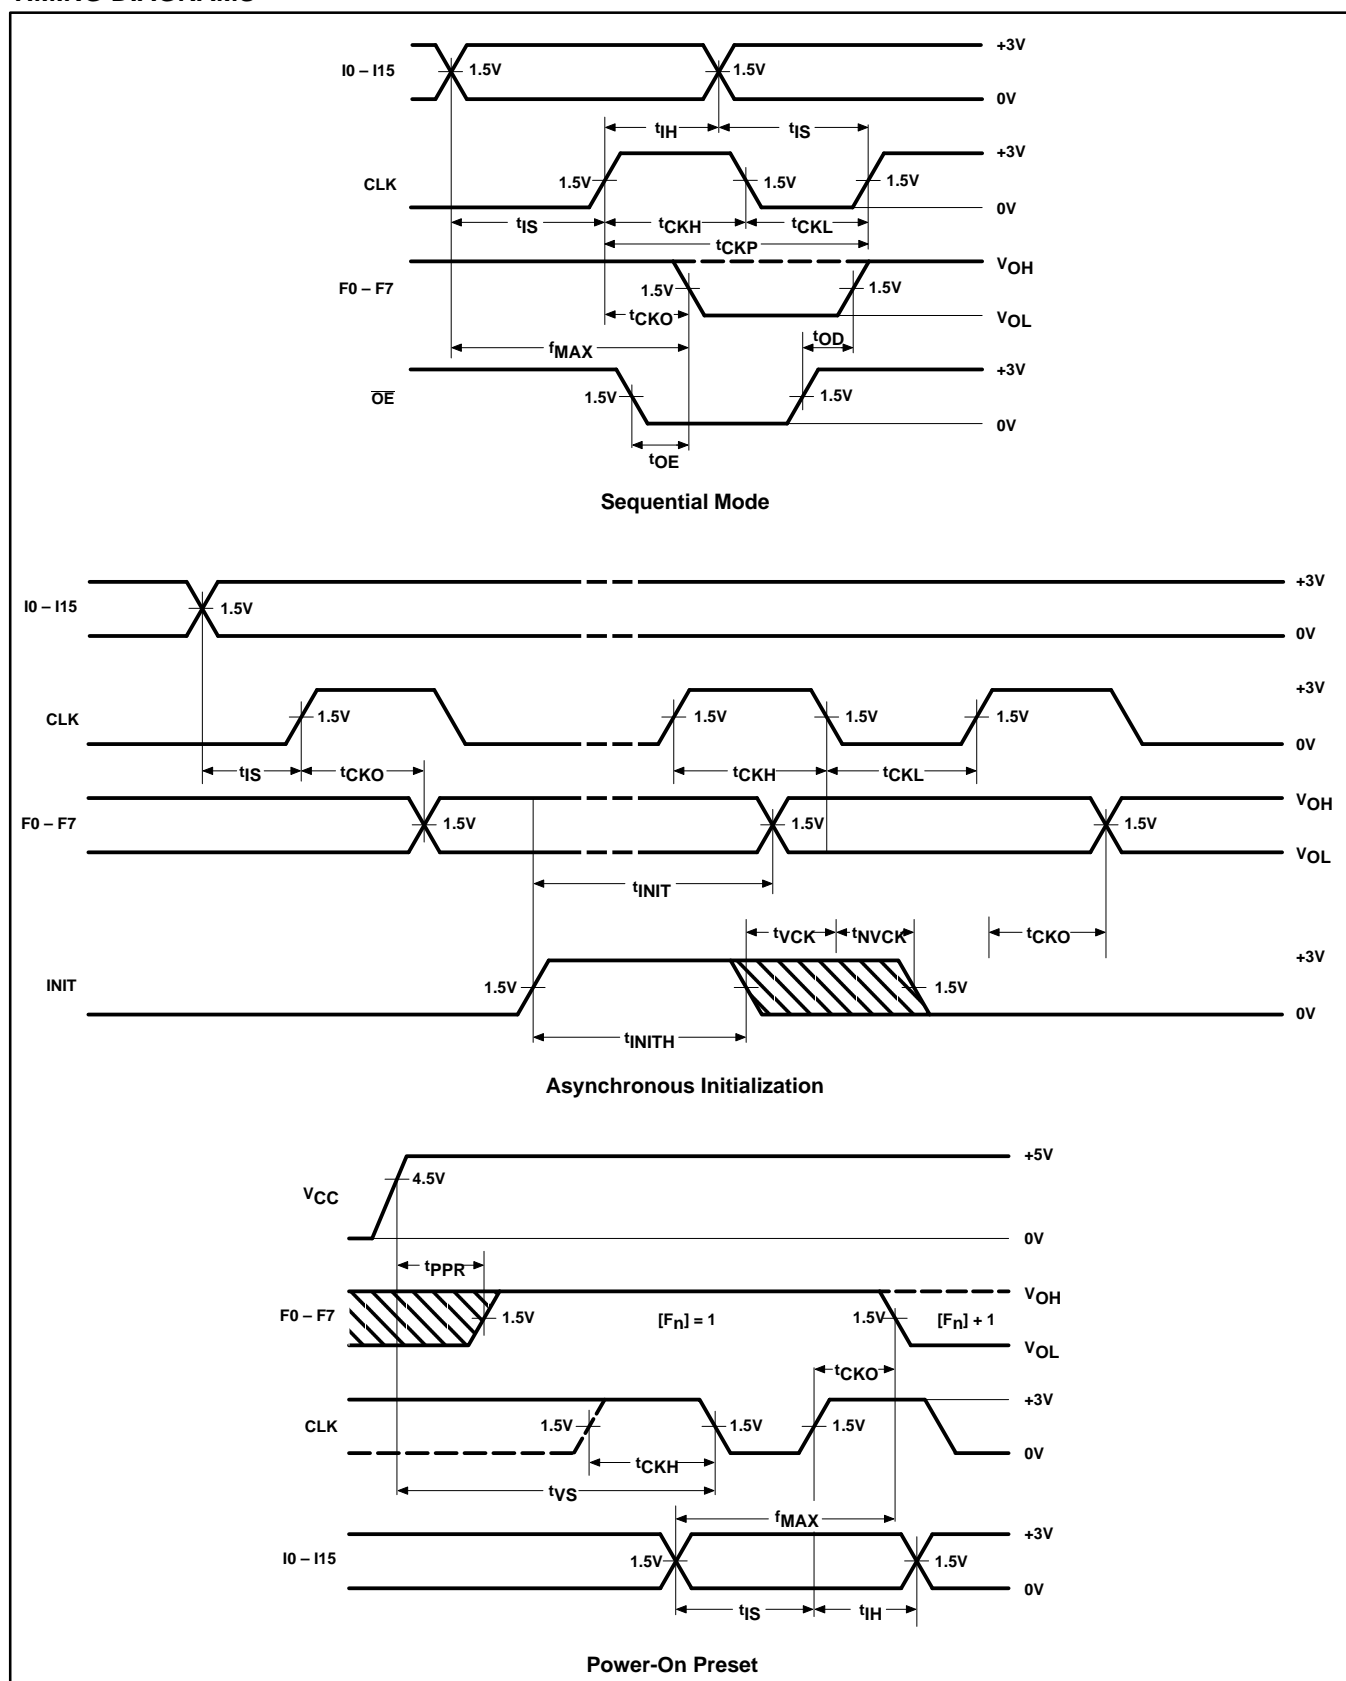 TIMING DIAGRAMS
+3V
I0 – I15
1.5V
1.5V
0V
tIH
tIS
+3V
CLK
1.5V
1.5V
1.5V
0V
tIS
tCKH
tCKL
tCKP
VOH
F0 – F7
1.5V
1.5V
tCKO
VOL
tOD
fMAX
+3V
OE
1.5V
1.5V
0V
tOE
Sequential Mode
+3V
I0 – I15
1.5V
0V
+3V
CLK
1.5V
1.5V
1.5V
1.5V
0V
tIS
tCKO
tCKH
tCKL
VOH
F0 – F7
1.5V
1.5V
1.5V
VOL
tINIT
tVCK
tNVCK
tCKO
+3V
INIT
1.5V
1.5V
0V
tINITH
Asynchronous Initialization
+5V
4.5V
VCC
0V
tPPR
VOH
F0 – F7
1.5V
[Fn] = 1
1.5V
[Fn] + 1
VOL
tCKO
+3V
CLK
1.5V
1.5V
1.5V
0V
tCKH
tVS
fMAX
+3V
I0 – I15
1.5V
1.5V
0V
tIS
tIH
Power-On Preset